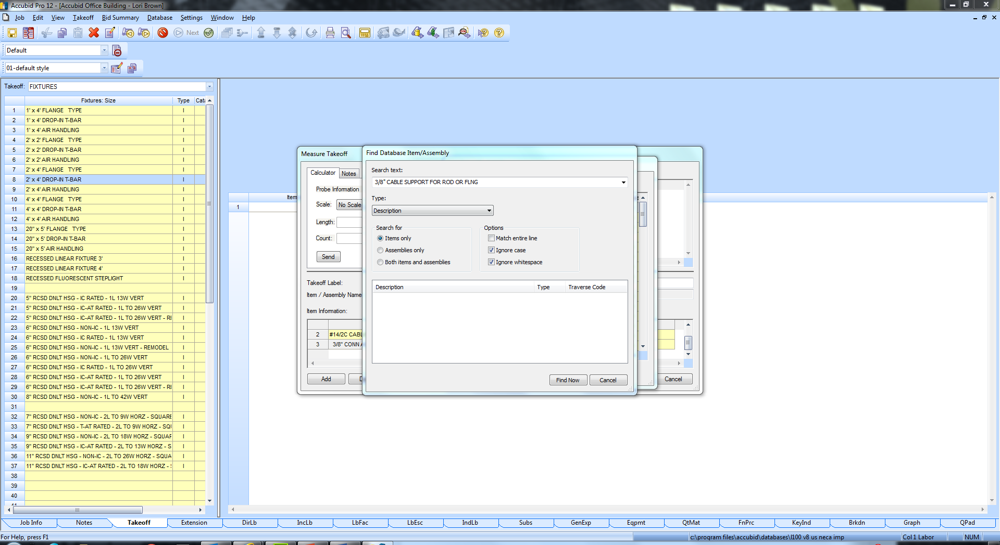 Accubid Pro 12 - [Accubid Office Building - Lori Brown]
Job Edit View Takeoff Bid Summary Database Settings Window Help
Next
Default
01-default style
Takeoff: FIXTURES
Fixtures: Size Type Cat
1 1' x 4' FLANGE TYPE I
2 1' x 4' DROP-IN T-BAR I
3 1' x 4' AIR HANDLING I
4 2' x 2' FLANGE TYPE I
5 2' x 2' DROP-IN T-BAR I
6 2' x 2' AIR HANDLING I
7 2' x 4' FLANGE TYPE I
8 2' x 4' DROP-IN T-BAR I
9 2' x 4' AIR HANDLING I
10 4' x 4' FLANGE TYPE I
11 4' x 4' DROP-IN T-BAR I
12 4' x 4' AIR HANDLING I
13 20" x 5' FLANGE TYPE I
14 20" x 5' DROP-IN T-BAR I
15 20" x 5' AIR HANDLING I
16 RECESSED LINEAR FIXTURE 3' I
17 RECESSED LINEAR FIXTURE 4' I
18 RECESSED FLUORESCENT STEPLIGHT I
19
20 5" RCSD DNLT HSG - IC RATED - 1L 13W VERT I
21 5" RCSD DNLT HSG - IC-AT RATED - 1L TO 26W VERT I
22 5" RCSD DNLT HSG - IC-AT RATED - 1L TO 26W VERT - RE I
23 6" RCSD DNLT HSG - NON-IC - 1L 13W VERT I
24 6" RCSD DNLT HSG - IC RATED - 1L 13W VERT I
25 6" RCSD DNLT HSG - NON-IC - 1L 13W VERT - REMODEL I
26 6" RCSD DNLT HSG - NON-IC - 1L TO 26W VERT I
27 6" RCSD DNLT HSG - IC RATED - 1L TO 26W VERT I
28 6" RCSD DNLT HSG - IC-AT RATED - 1L TO 26W VERT I
29 6" RCSD DNLT HSG - IC-AT RATED - 1L TO 26W VERT - RE I
30 8" RCSD DNLT HSG - NON-IC - 1L TO 42W VERT I
31
32 7" RCSD DNLT HSG - NON-IC - 2L TO 9W HORZ - SQUARE I
33 7" RCSD DNLT HSG - T-AT RATED - 2L TO 9W HORZ - SQU I
34 9" RCSD DNLT HSG - NON-IC - 2L TO 18W HORZ - SQUAR I
35 9" RCSD DNLT HSG - IC-AT RATED - 2L TO 13W HORZ - S I
36 11" RCSD DNLT HSG - NON-IC - 2L TO 26W HORZ - SQUA I
37 11" RCSD DNLT HSG - IC-AT RATED - 2L TO 18W HORZ - I
38
39
40
41
Item
1
Measure Takeoff
Calculator Notes
Probe Information
Scale: No Scale
Length:
Count:
Send
Takeoff Label:
Item / Assembly Name
Item Information:
2 #14/2C CABL
3 3/8" CONN A
Add D
Cancel
Find Database Item/Assembly
Search text:
3/8" CABLE SUPPORT FOR ROD OR FLNG
Type:
Description
Search for
Items only
Assemblies only
Both items and assemblies
Options
Match entire line
Ignore case
Ignore whitespace
Description Type Traverse Code
Find Now Cancel
Job Info Notes Takeoff Extension DirLb IncLb LbFac LbEsc IndLb Subs GenExp Eqpmt QtMat FnPrc KeyInd Brkdn Graph QPad
For Help, press F1
c:\program files\accubid\databases\l100 v8 us neca imp Col 1 Labor NUM